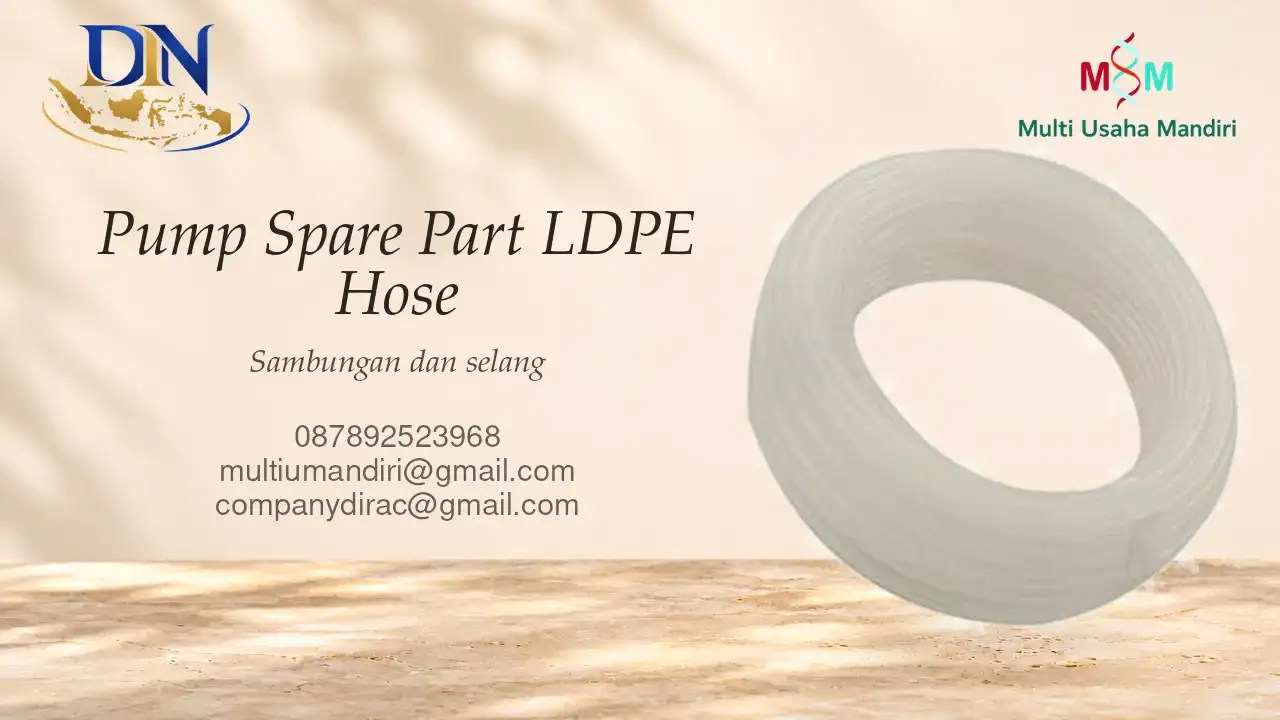 DN
M M
Multi Usaha Mandiri
Pump Spare Part LDPE
Hose
Sambungan dan selang
087892523968
multiumandiri@gmail.com
companydirac@gmail.com